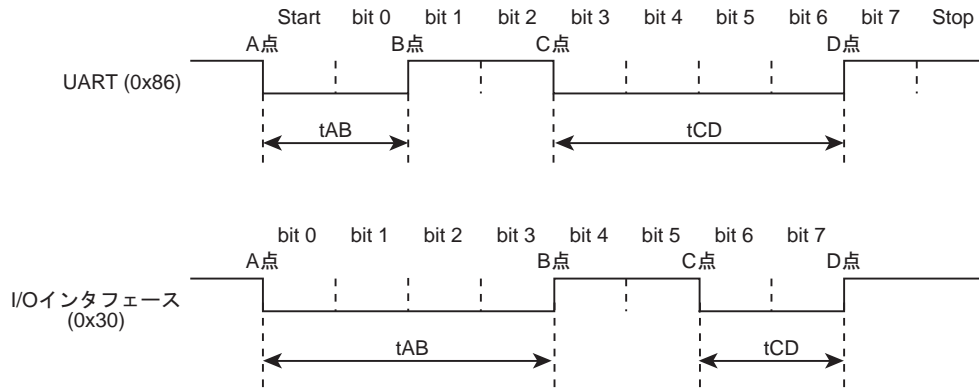 Start bit 0 bit 1 bit 2 bit 3 bit 4 bit 5 bit 6 bit 7 Stop
A点 B点 C点 D点
UART (0x86)
tAB tCD
bit 0 bit 1 bit 2 bit 3 bit 4 bit 5 bit 6 bit 7
A点 B点 C点 D点
I/Oインタフェース
(0x30)
tAB tCD